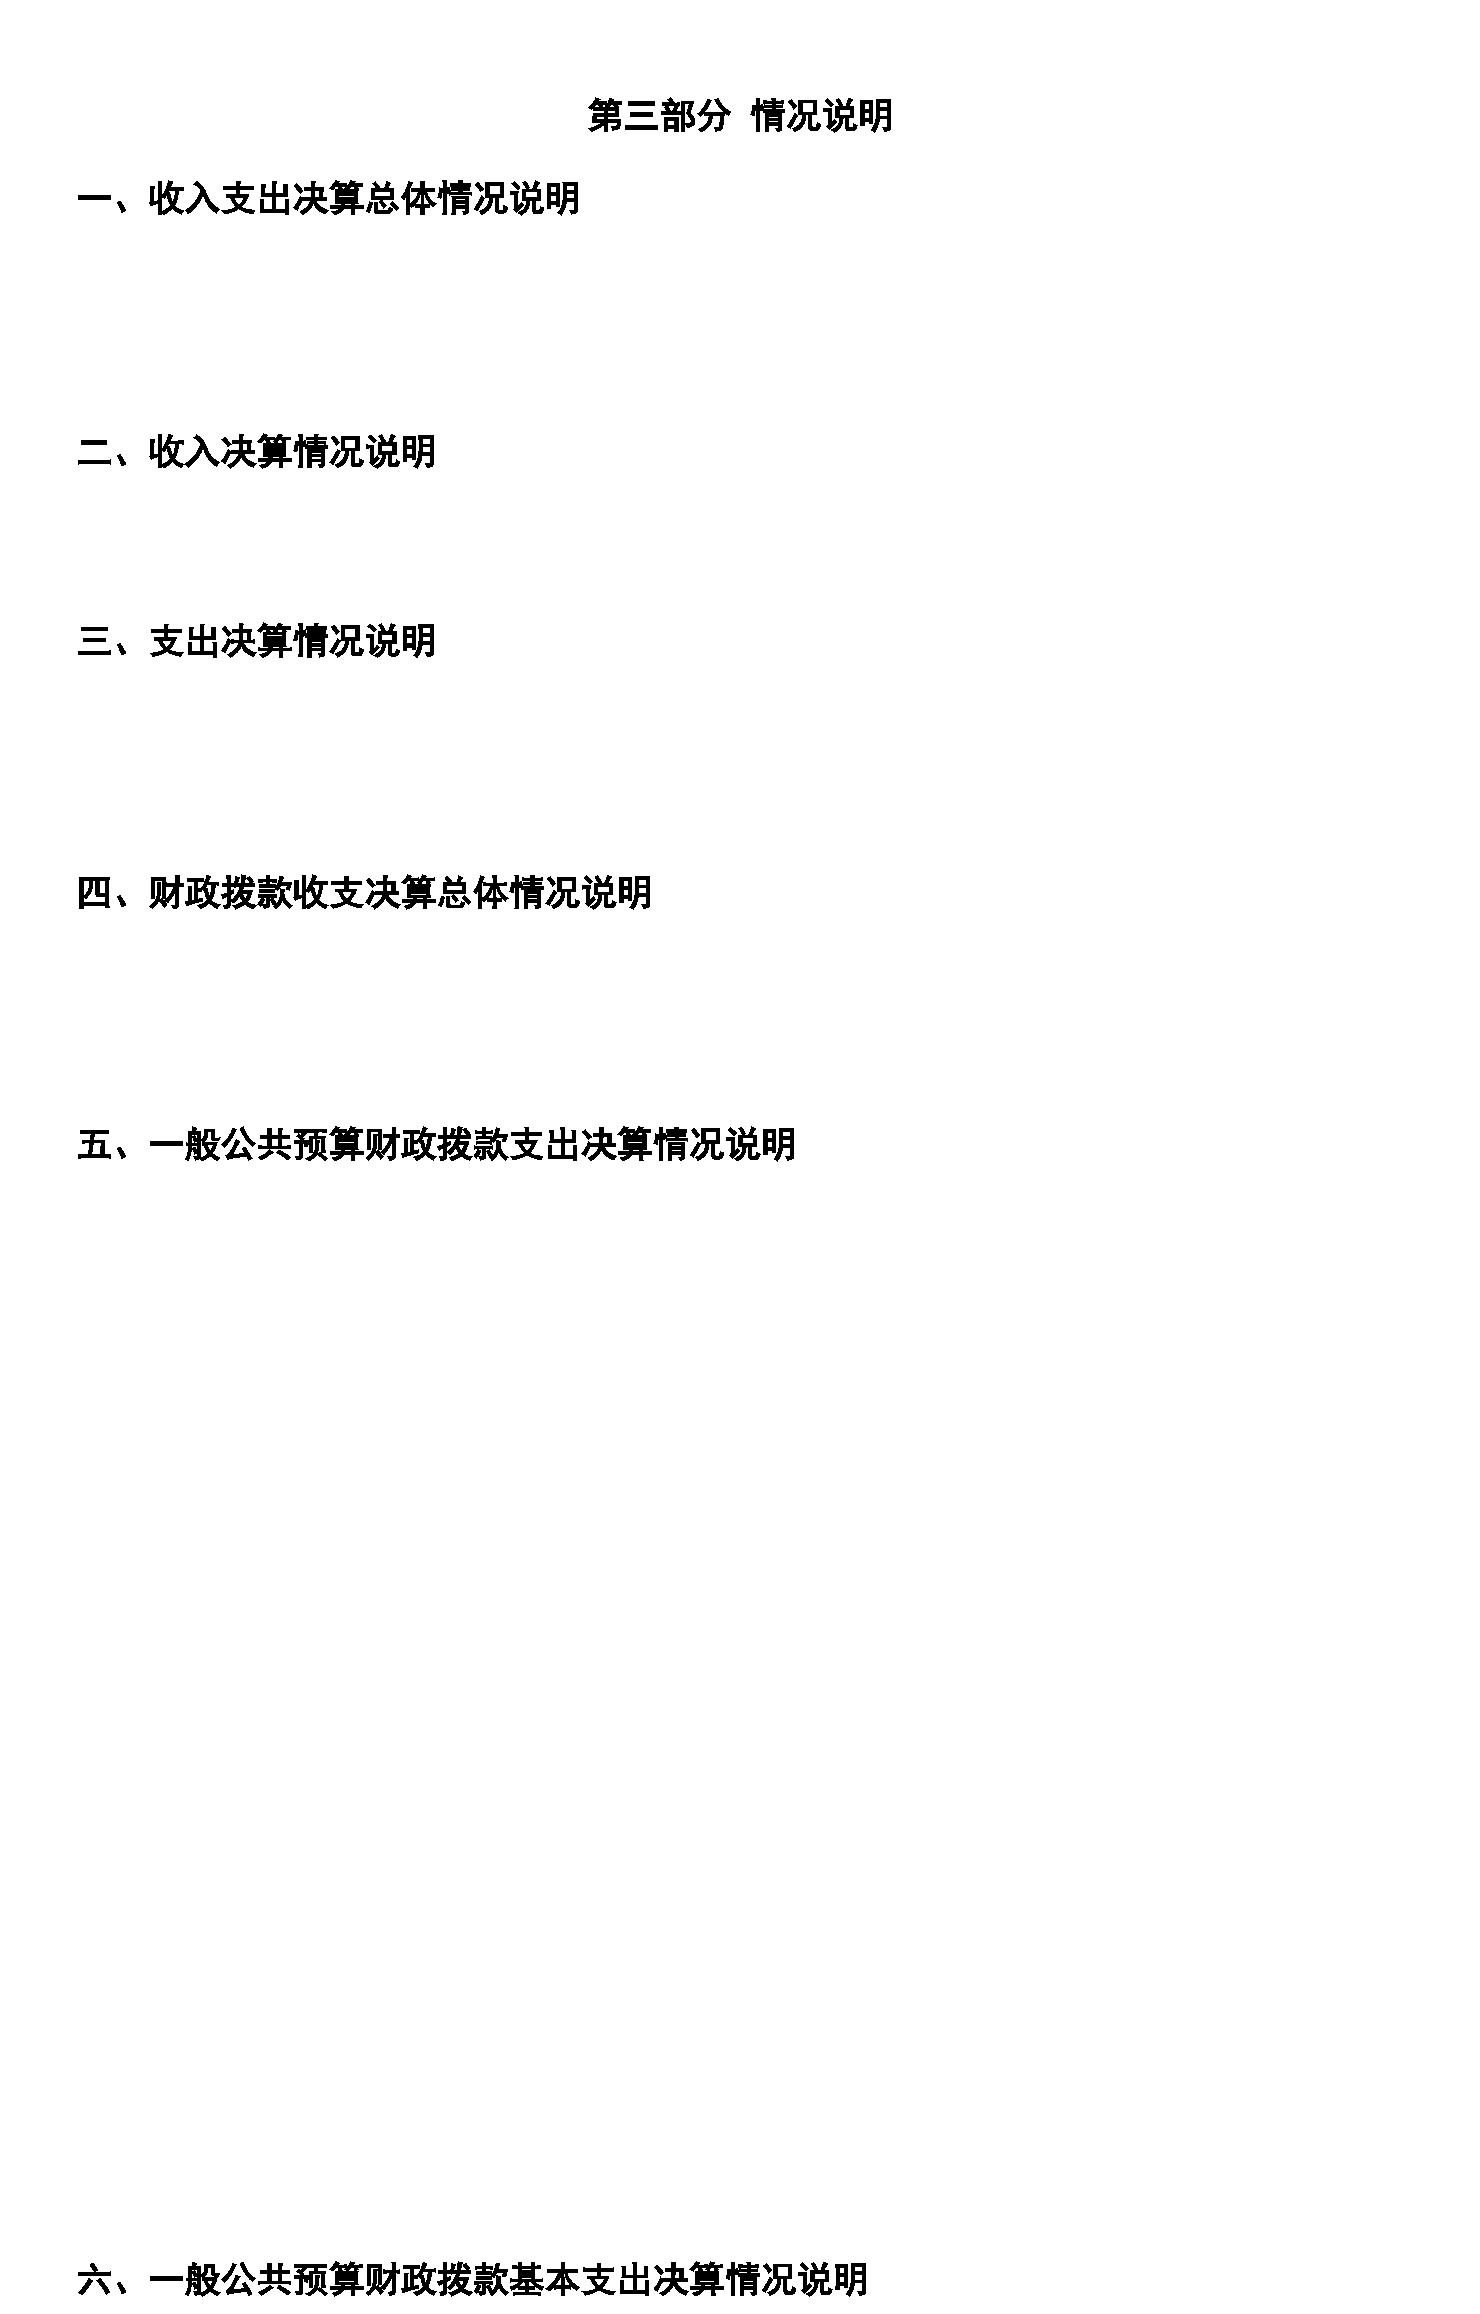 第三部分 情况说明
一、收入支出决算总体情况说明
二、收入决算情况说明
三、支出决算情况说明
四、财政拨款收支决算总体情况说明
五、一般公共预算财政拨款支出决算情况说明
六、一般公共预算财政拨款基本支出决算情况说明